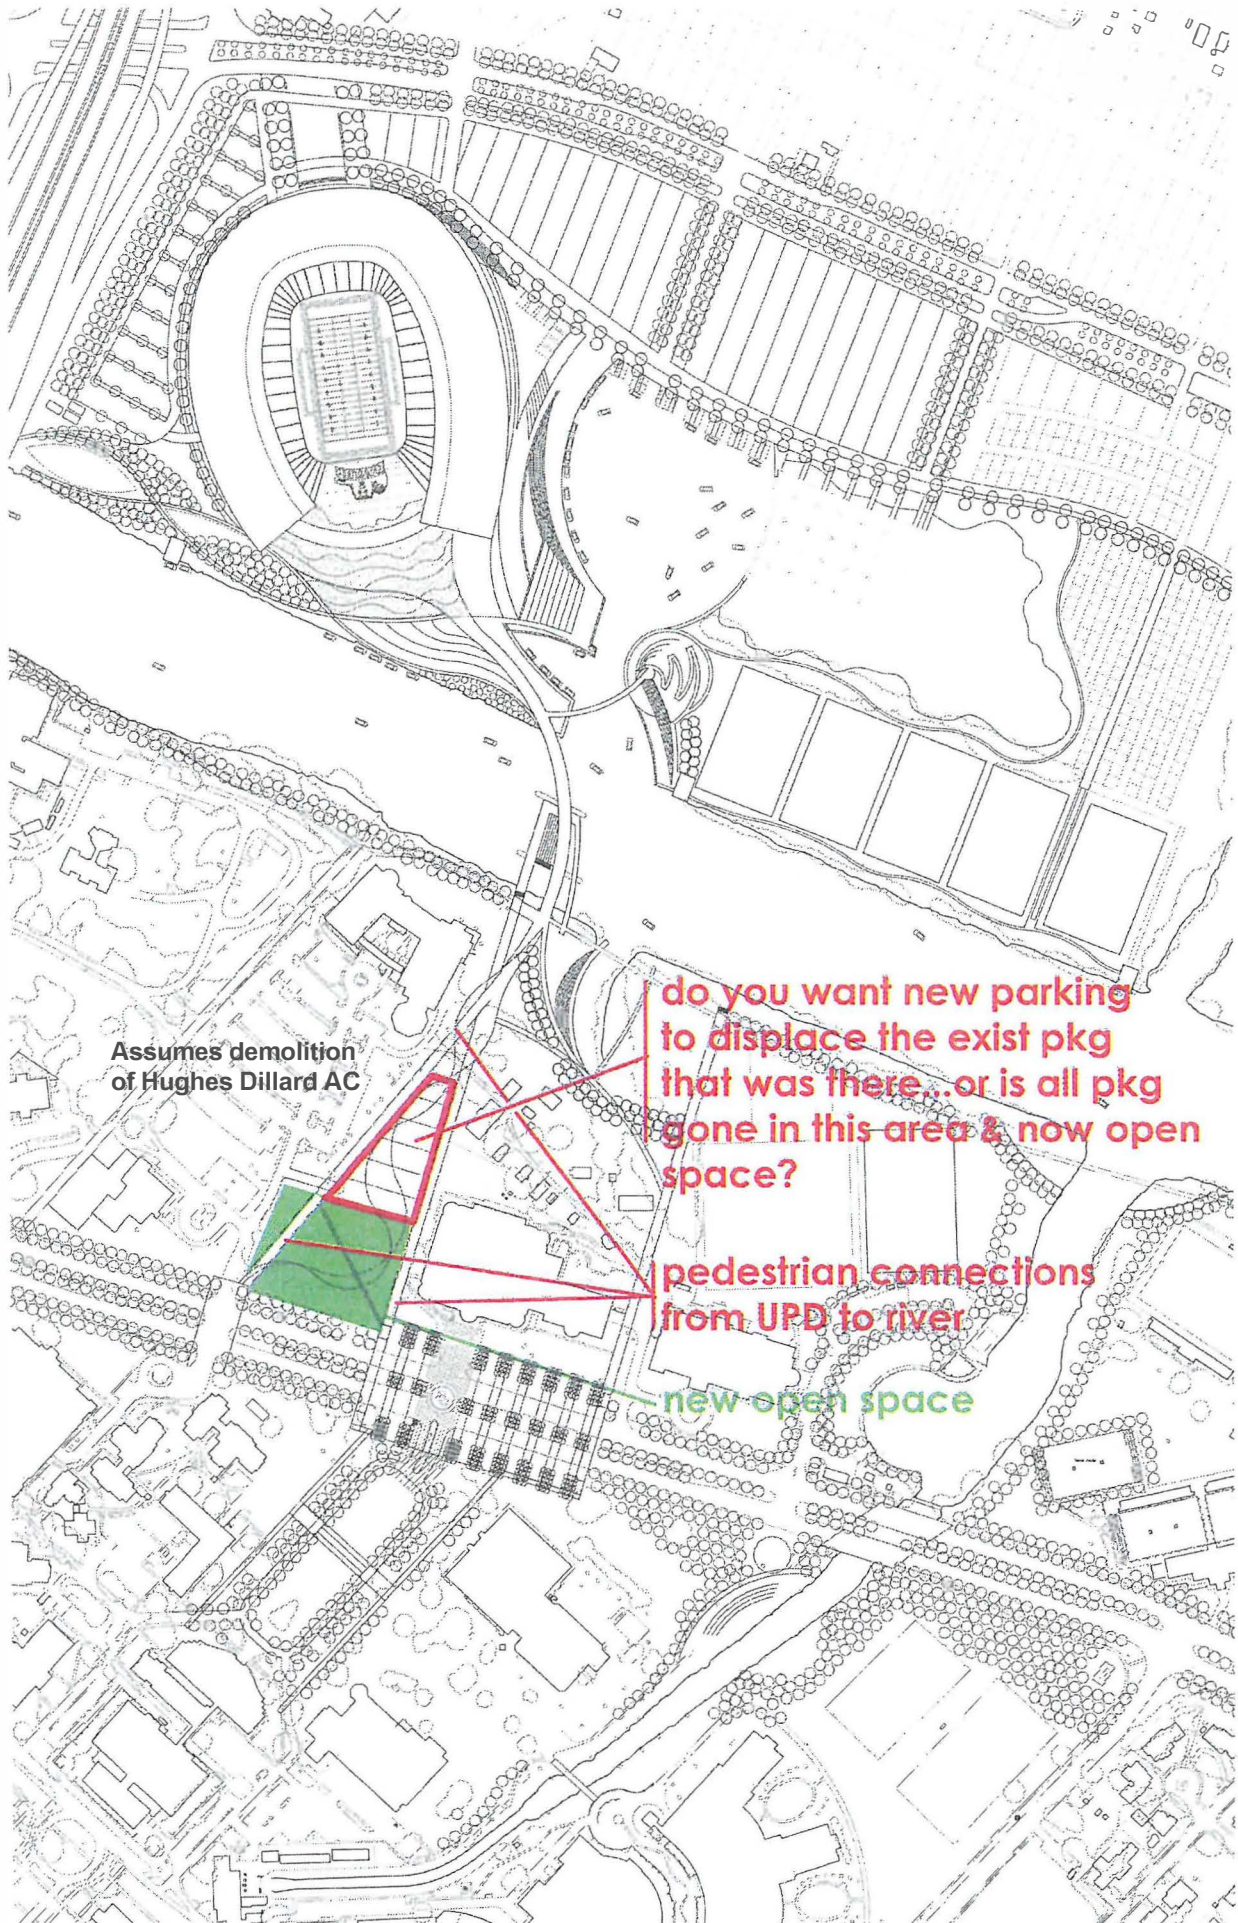 do you want new parking
to displace the exist pkg
that was there...or is all pkg
gone in this area & now open
space?
Assumes demolition
of Hughes Dillard AC
pedestrian connections
from UPD to river
new open space